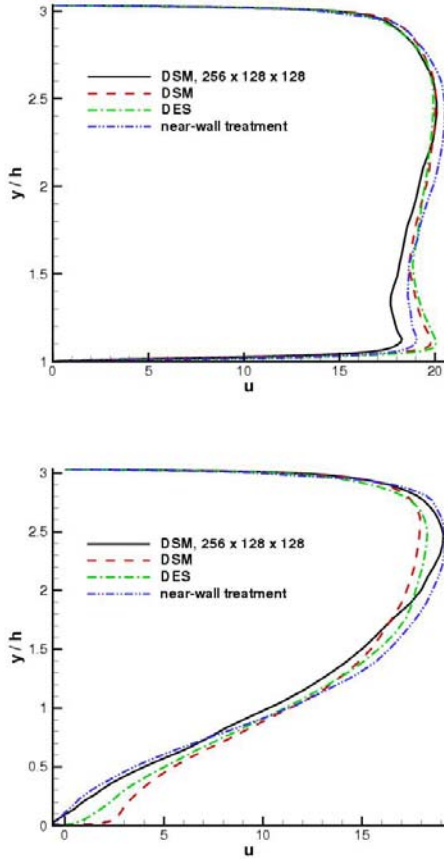 3
2.5
2
1.5
1
y / h
DSM, 256 x 128 x 128
DSM
DES
near-wall treatment
0
5
10
15
20
u
3
2.5
2
1.5
1
0.5
0
y / h
DSM, 256 x 128 x 128
DSM
DES
near-wall treatment
0
5
10
15
u